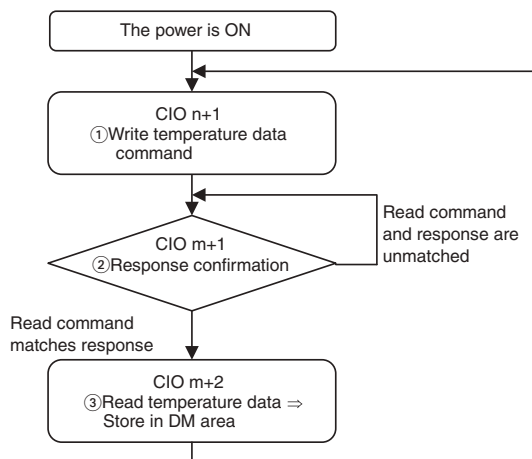 The power is ON
CIO n+1
①Write temperature data
command
CIO m+1
②Response confirmation
Read command
and response are
unmatched
Read command
matches response
CIO m+2
③Read temperature data ⇒
Store in DM area